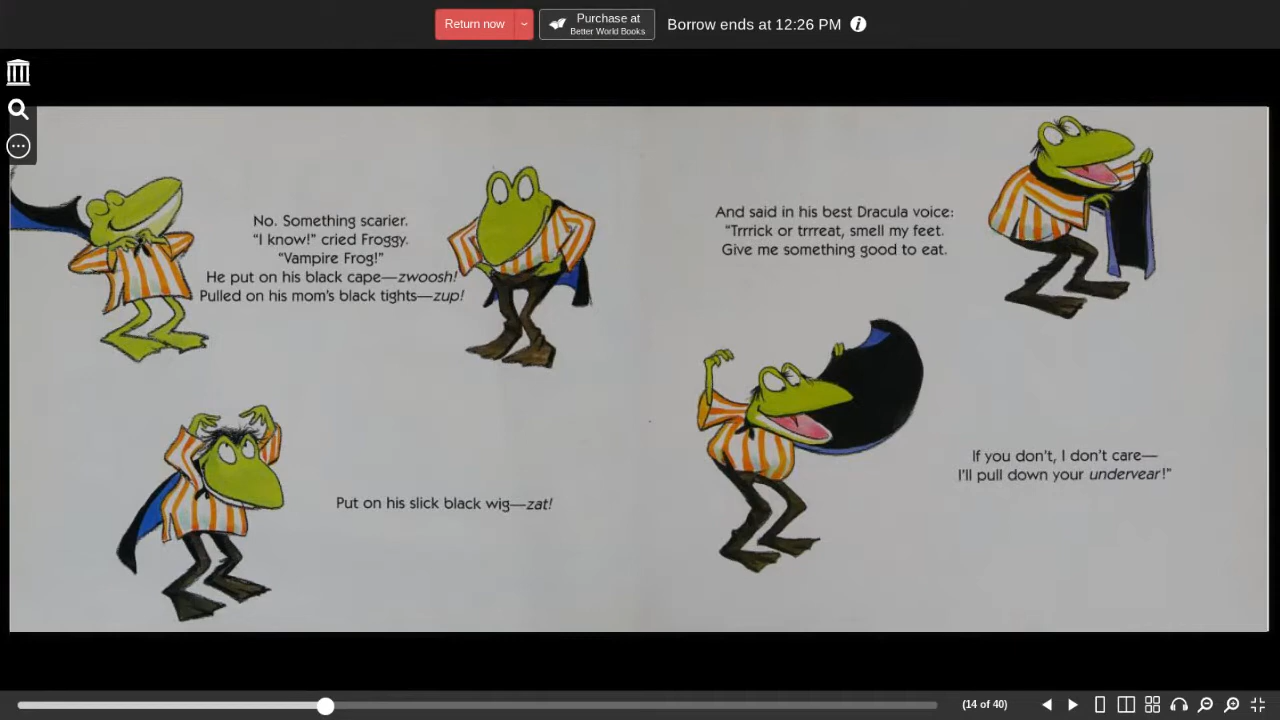 Return now
Purchase at
Better World Books
Borrow ends at 12:26 PM
No. Something scarier.
“I know!” cried Froggy.
“Vampire Frog!”
He put on his black cape—zwoosh!
Pulled on his mom’s black tights—zup!
Put on his slick black wig—zat!
And said in his best Dracula voice:
“Trrrick or trrreat, smell my feet.
Give me something good to eat.
If you don’t, I don’t care—
I’ll pull down your undervear!”
(14 of 40)